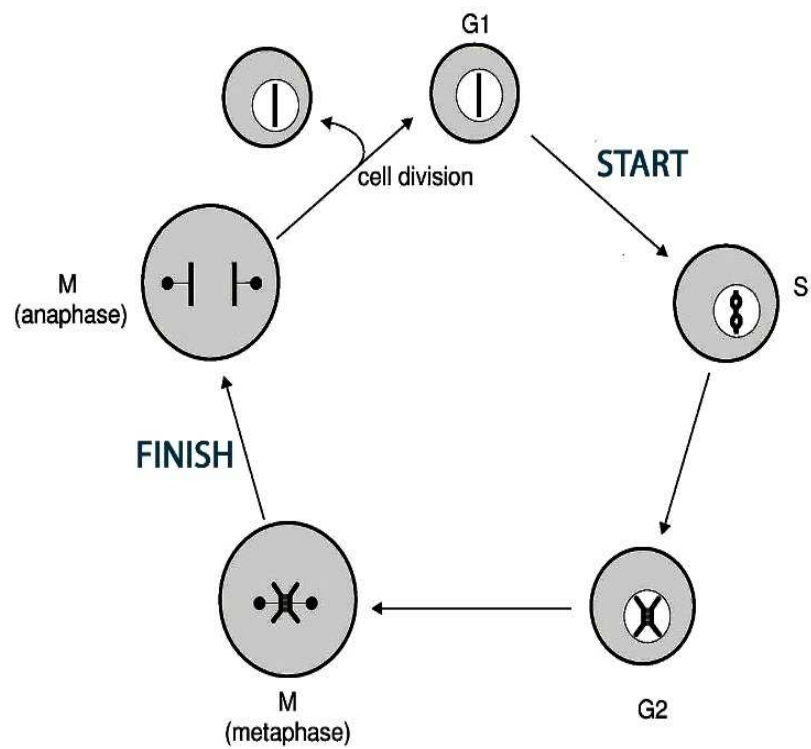 G1
cell division
START
M
(anaphase)
S
FINISH
M
(metaphase)
G2